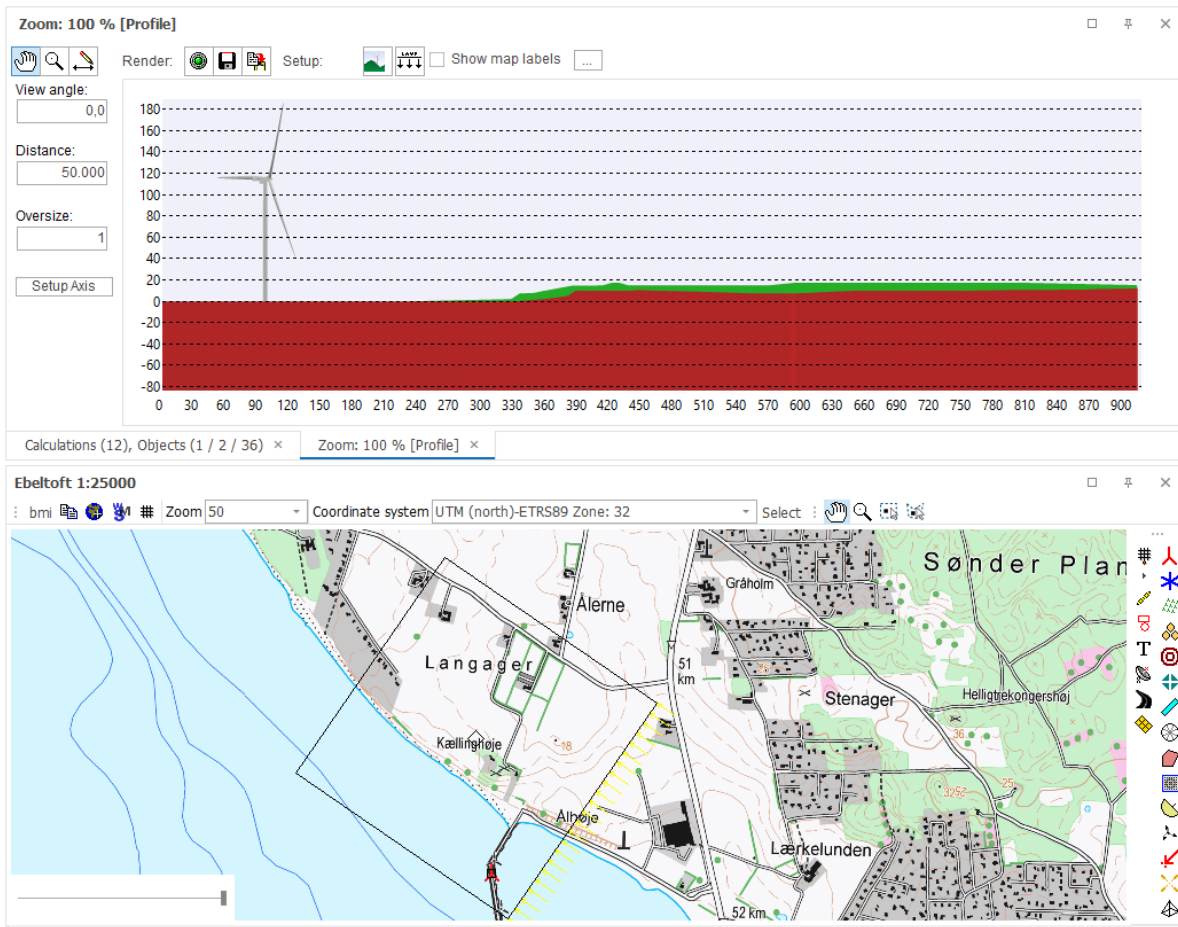 Zoom: 100 % [Profile]
Render: Setup: LAVF Show map labels ...
View angle:
0,0
Distance:
50.000
Oversize:
1
Setup Axis
180
160
140
120
100
80
60
40
20
0
-20
-40
-60
-80
0 30 60 90 120 150 180 210 240 270 300 330 360 390 420 450 480 510 540 570 600 630 660 690 720 750 780 810 840 870 900
Calculations (12), Objects (1 / 2 / 36) × Zoom: 100 % [Profile] ×
Ebeltoft 1:25000
bmi Zoom 50 Coordinate system UTM (north)-ETRS89 Zone: 32 Select
Sønder Plan
Gråholm
Ålerne
Langager
51
km
Stenager
Helligtrekongershøj
Kællinghøje
18
36
25
Ålhøje
Lærkelunden
52 km
T